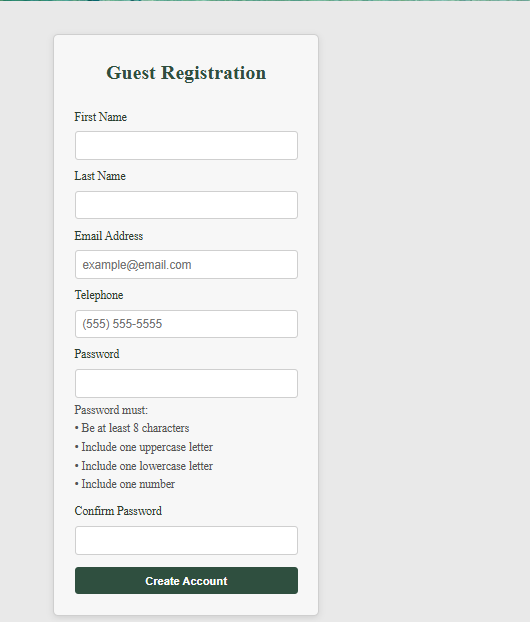 Guest Registration
First Name
Last Name
Email Address
example@email.com
Telephone
(555) 555-5555
Password
Password must:
• Be at least 8 characters
• Include one uppercase letter
• Include one lowercase letter
• Include one number
Confirm Password
Create Account